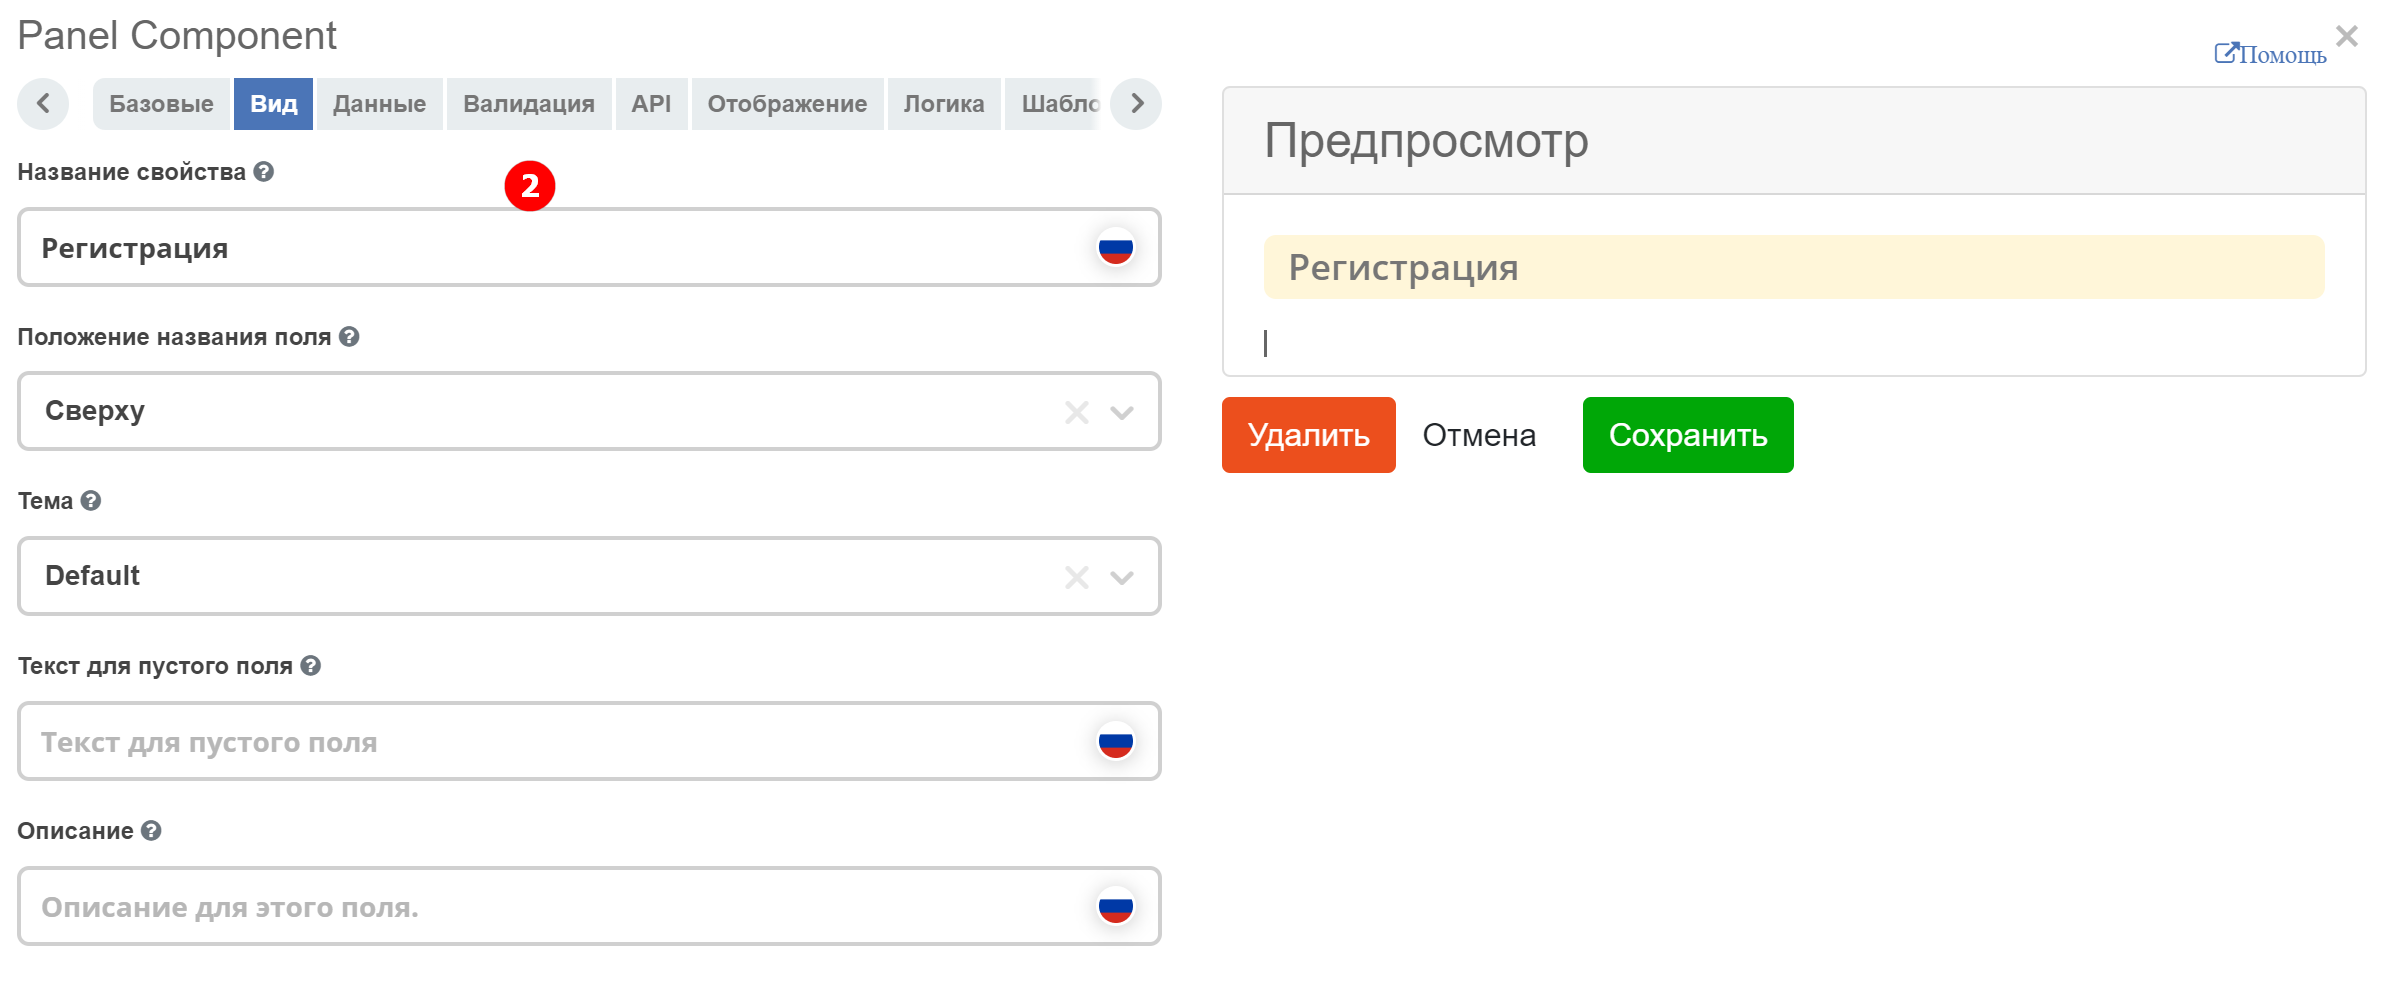 Panel Component
Помощь
Базовые Вид Данные Валидация API Отображение Логика Шабло
Название свойства
2
Регистрация
Положение названия поля
Сверху
Тема
Default
Текст для пустого поля
Текст для пустого поля
Описание
Описание для этого поля.
Предпросмотр
Регистрация
Удалить Отмена Сохранить